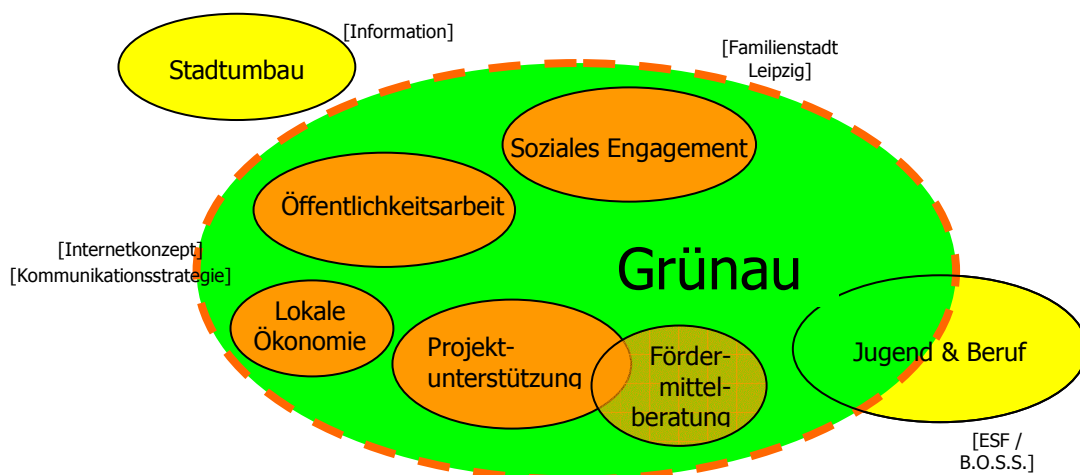 [Information]
Stadtumbau
[Familienstadt
Leipzig]
Soziales Engagement
Öffentlichkeitsarbeit
[Internetkonzept]
[Kommunikationsstrategie]
Grünau
Lokale
Ökonomie
Projekt-
unterstützung
Förder-
mittel-
beratung
Jugend & Beruf
[ESF /
B.O.S.S.]